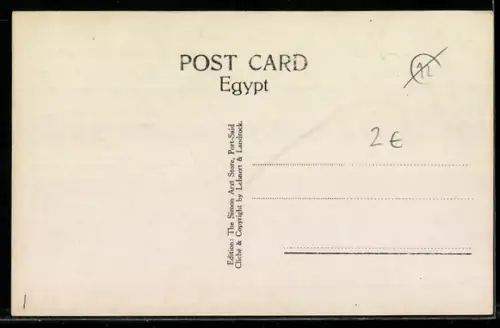 POST CARD
Egypt
2 €
Edition: The Simon Arzt Store, Port-Said
Cliché & Copyright by Lehnert & Landrock.